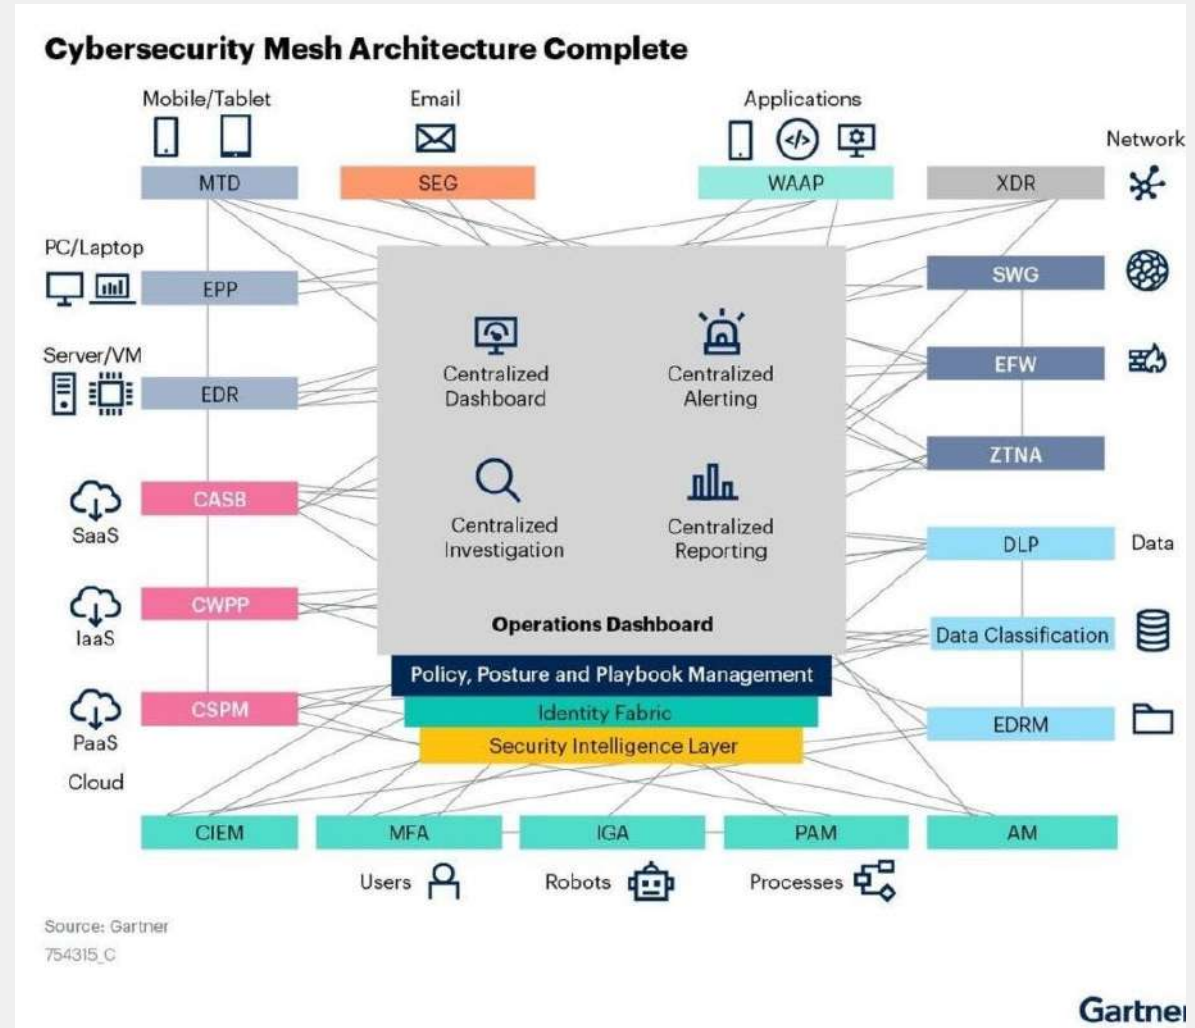 Cybersecurity Mesh Architecture Complete
Mobile/Tablet
Email
Applications
Network
MTD
SEG
WAAP
XDR
PC/Laptop
EPP
SWG
Server/VM
EDR
EFW
Centralized
Dashboard
Centralized
Alerting
ZTNA
CASB
SaaS
Centralized
Investigation
Centralized
Reporting
DLP
Data
CWPP
IaaS
Operations Dashboard
Data Classification
Policy, Posture and Playbook Management
CSPM
PaaS
Identity Fabric
EDRM
Security Intelligence Layer
Cloud
CIEM
MFA
IGA
PAM
AM
Users
Robots
Processes
Source: Gartner
754315_C
Gartner